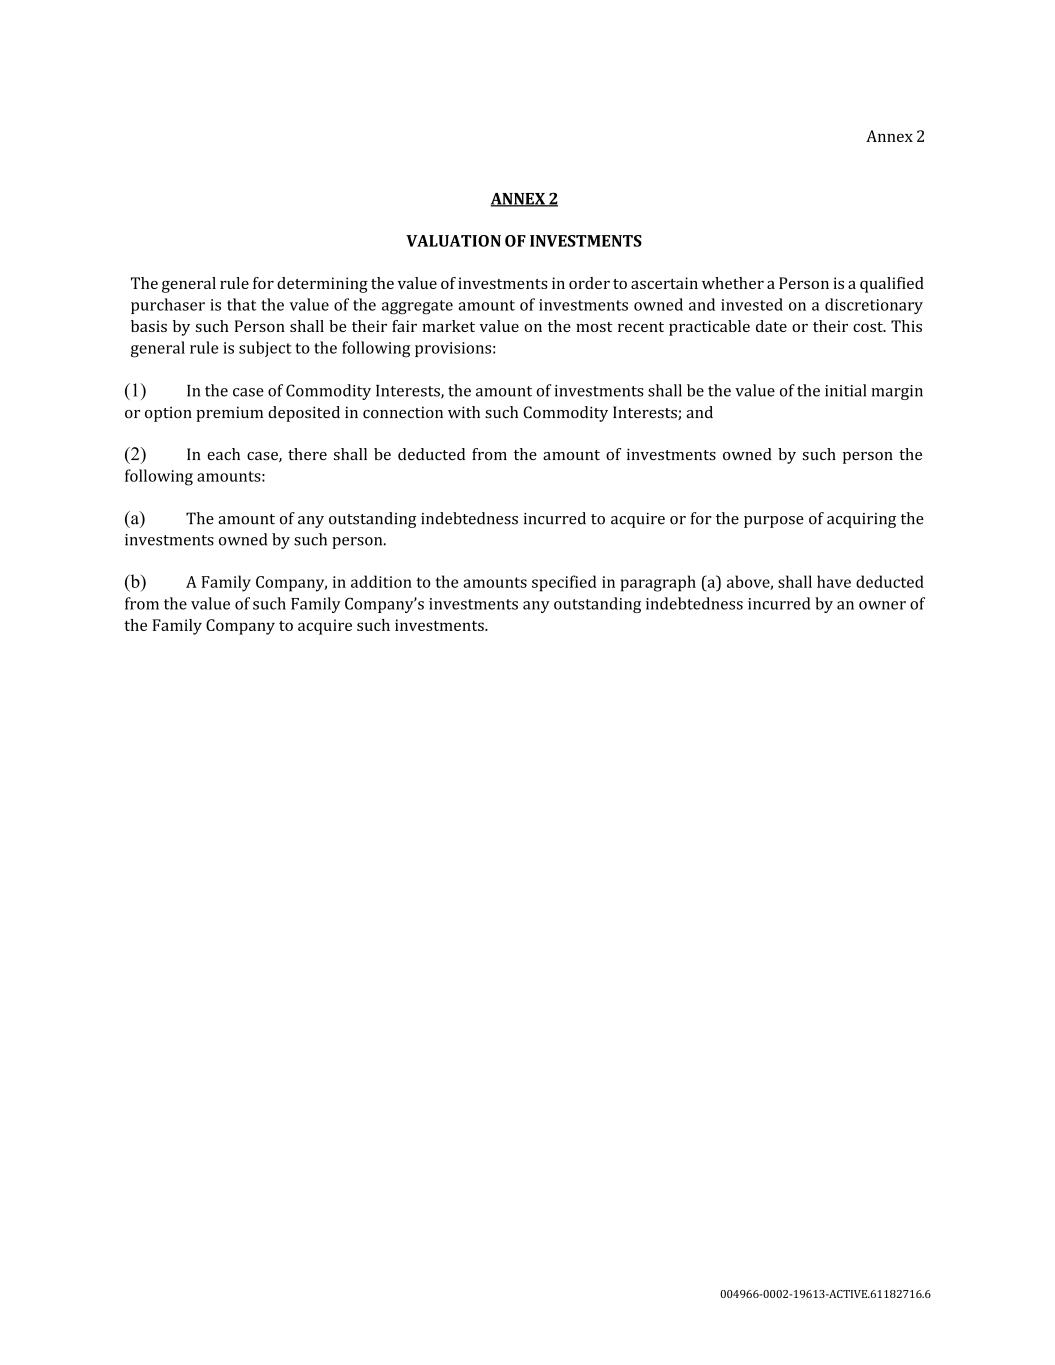 Annex 2
ANNEX 2
VALUATION OF INVESTMENTS
The general rule for determining the value of investments in order to ascertain whether a Person is a qualified
purchaser is that the value of the aggregate amount of investments owned and invested on a discretionary
basis by such Person shall be their fair market value on the most recent practicable date or their cost. This
general rule is subject to the following provisions:
(1) In the case of Commodity Interests, the amount of investments shall be the value of the initial margin
or option premium deposited in connection with such Commodity Interests; and
(2) In each case, there shall be deducted from the amount of investments owned by such person the
following amounts:
(a) The amount of any outstanding indebtedness incurred to acquire or for the purpose of acquiring the
investments owned by such person.
(b) A Family Company, in addition to the amounts specified in paragraph (a) above, shall have deducted
from the value of such Family Company’s investments any outstanding indebtedness incurred by an owner of
the Family Company to acquire such investments.
004966-0002-19613-ACTIVE.61182716.6